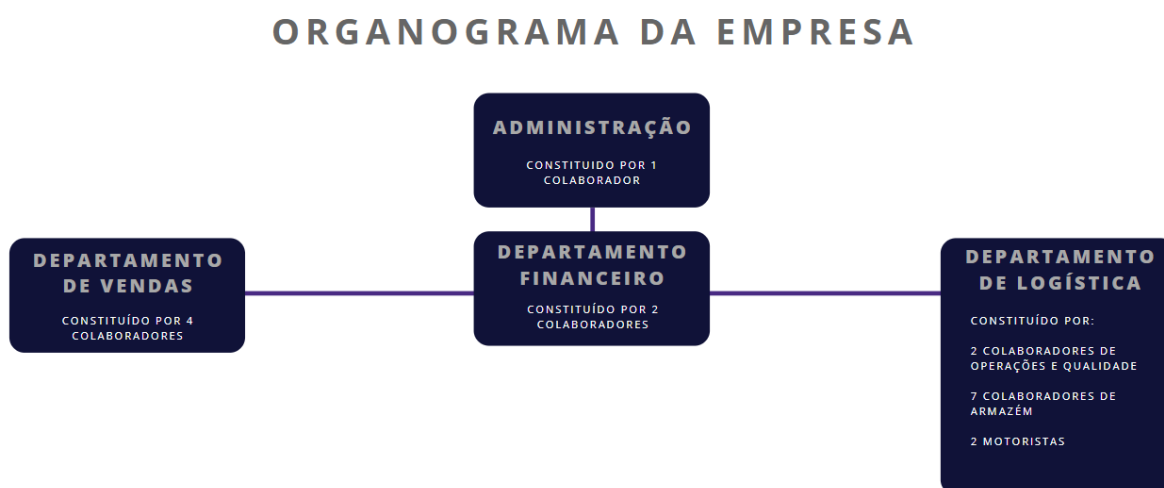 ORGANOGRAMA DA EMPRESA
ADMINISTRAÇÃO
CONSTITUIDO POR 1
COLABORADOR
DEPARTAMENTO
DE VENDAS
CONSTITUÍDO POR 4
COLABORADORES
DEPARTAMENTO
FINANCEIRO
CONSTITUÍDO POR 2
COLABORADORES
DEPARTAMENTO
DE LOGÍSTICA
CONSTITUÍDO POR:
2 COLABORADORES DE
OPERAÇÕES E QUALIDADE
7 COLABORADORES DE
ARMAZÉM
2 MOTORISTAS